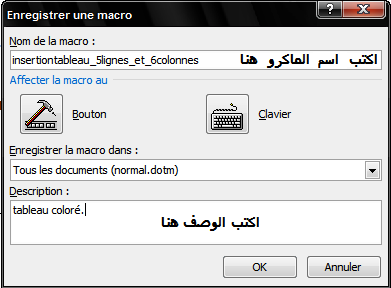 Enregistrer une macro
Nom de la macro :
insertiontableau_5lignes_et_6colonnes اكتب اسم الماكرو هنا
Affecter la macro au
Bouton Clavier
Enregistrer la macro dans :
Tous les documents (normal.dotm)
Description :
tableau coloré.
اكتب الوصف هنا
OK Annuler